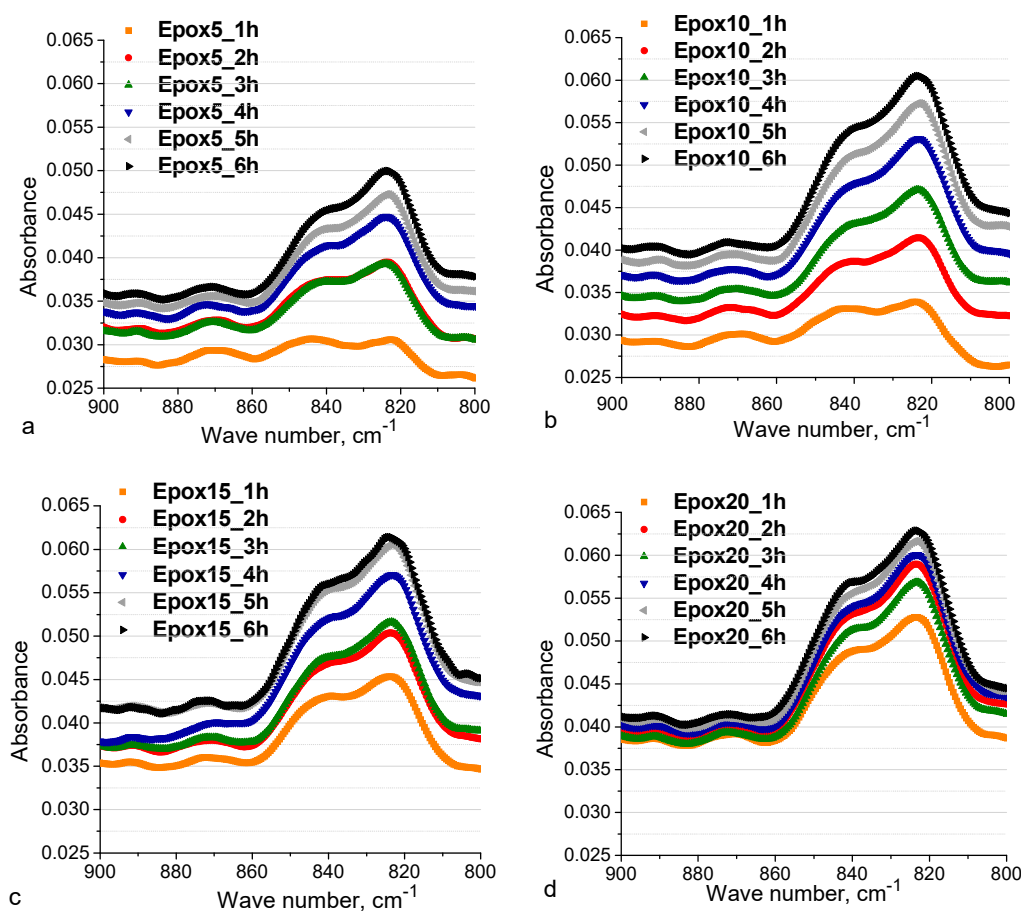 Epox5_1h
Epox5_2h
Epox5_3h
Epox5_4h
Epox5_5h
Epox5_6h
0.065
0.060
0.055
0.050
0.045
0.040
0.035
0.030
0.025
Absorbance
900 880 860 840 820 800
Wave number, cm⁻¹
a
Epox10_1h
Epox10_2h
Epox10_3h
Epox10_4h
Epox10_5h
Epox10_6h
0.065
0.060
0.055
0.050
0.045
0.040
0.035
0.030
0.025
Absorbance
900 880 860 840 820 800
Wave number, cm⁻¹
b
Epox15_1h
Epox15_2h
Epox15_3h
Epox15_4h
Epox15_5h
Epox15_6h
0.065
0.060
0.055
0.050
0.045
0.040
0.035
0.030
0.025
Absorbance
900 880 860 840 820 800
Wave number, cm⁻¹
c
Epox20_1h
Epox20_2h
Epox20_3h
Epox20_4h
Epox20_5h
Epox20_6h
0.065
0.060
0.055
0.050
0.045
0.040
0.035
0.030
0.025
Absorbance
900 880 860 840 820 800
Wave number, cm⁻¹
d